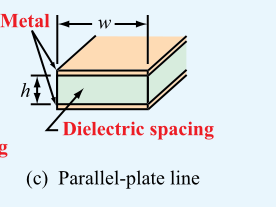 Metal
w
h
Dielectric spacing
g
(c) Parallel-plate line